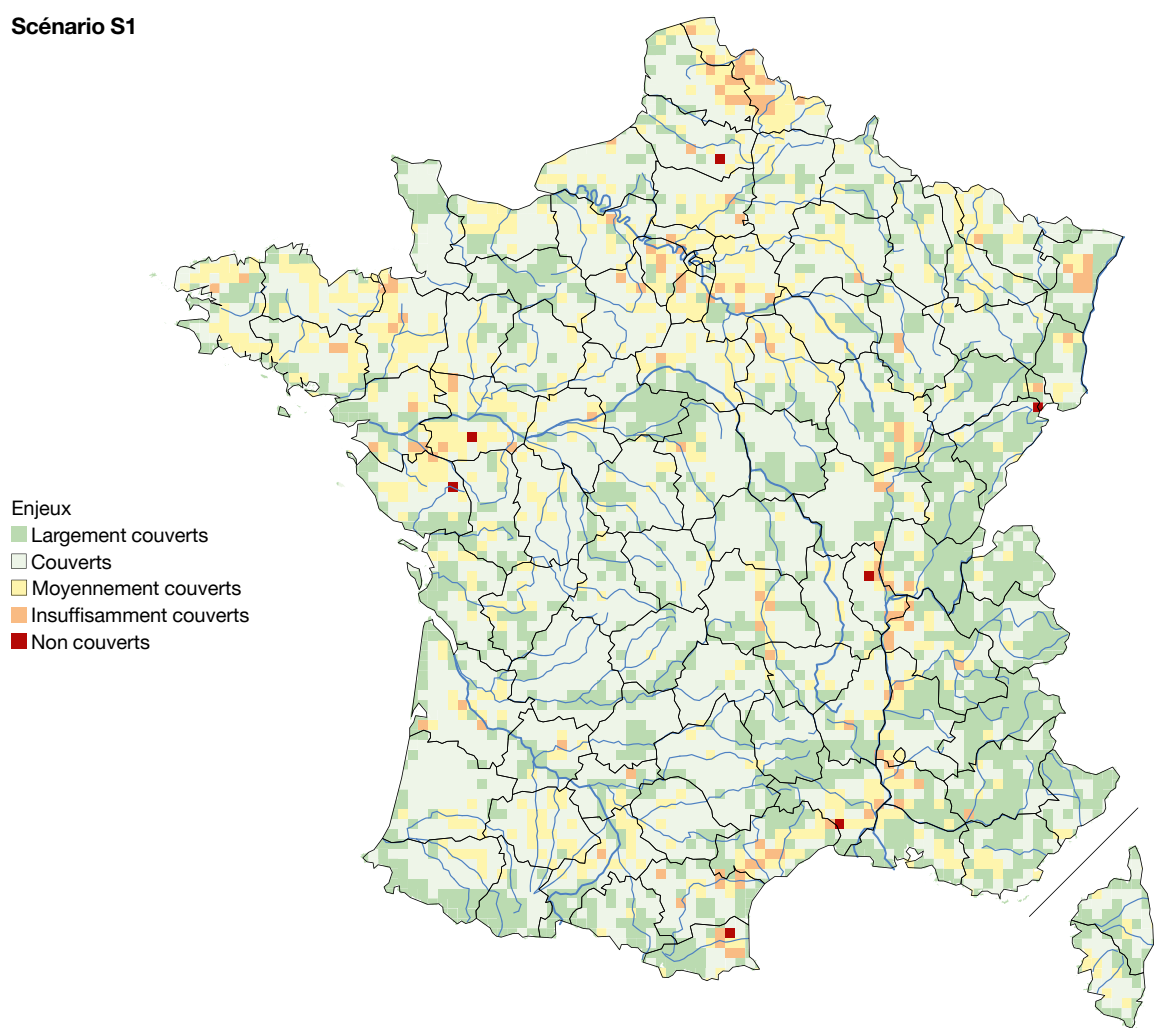 Scénario S1
Enjeux
Largement couverts
Couverts
Moyennement couverts
Insuffisamment couverts
Non couverts